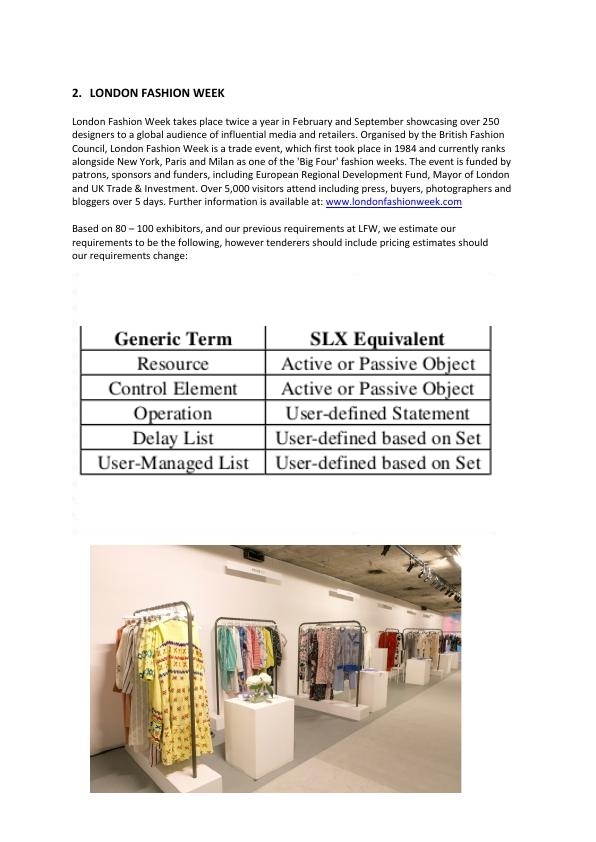 2. LONDON FASHION WEEK
London Fashion Week takes place twice a year in February and September showcasing over 250
designers to a global audience of influential media and retailers. Organised by the British Fashion
Council, London Fashion Week is a trade event, which first took place in 1984 and currently ranks
alongside New York, Paris and Milan as one of the 'Big Four' fashion weeks. The event is funded by
patrons, sponsors and funders, including European Regional Development Fund, Mayor of London
and UK Trade & Investment. Over 5,000 visitors attend including press, buyers, photographers and
bloggers over 5 days. Further information is available at: www.londonfashionweek.com
Based on 80 – 100 exhibitors, and our previous requirements at LFW, we estimate our
requirements to be the following, however tenderers should include pricing estimates should
our requirements change:
Generic Term SLX Equivalent
Resource Active or Passive Object
Control Element Active or Passive Object
Operation User-defined Statement
Delay List User-defined based on Set
User-Managed List User-defined based on Set